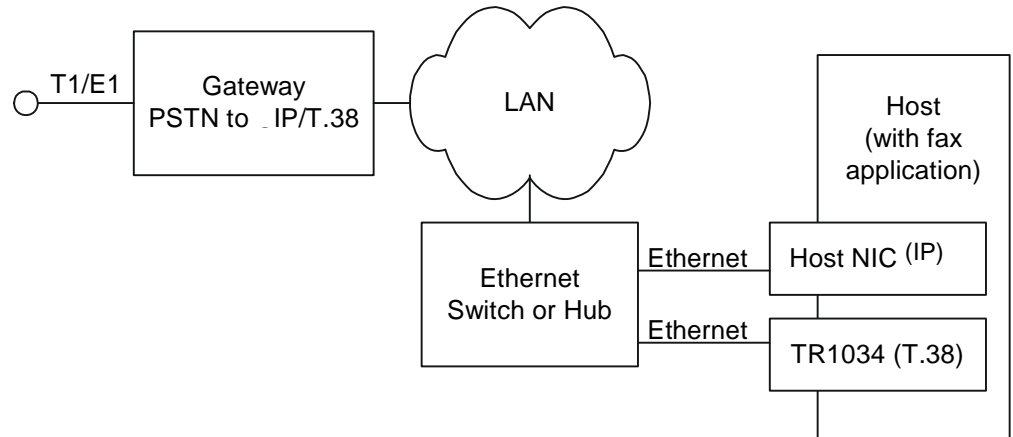 T1/E1
Gateway
PSTN to _ IP/T.38
LAN
Host
(with fax
application)
Ethernet
Switch or Hub
Ethernet
Host NIC (IP)
Ethernet
TR1034 (T.38)